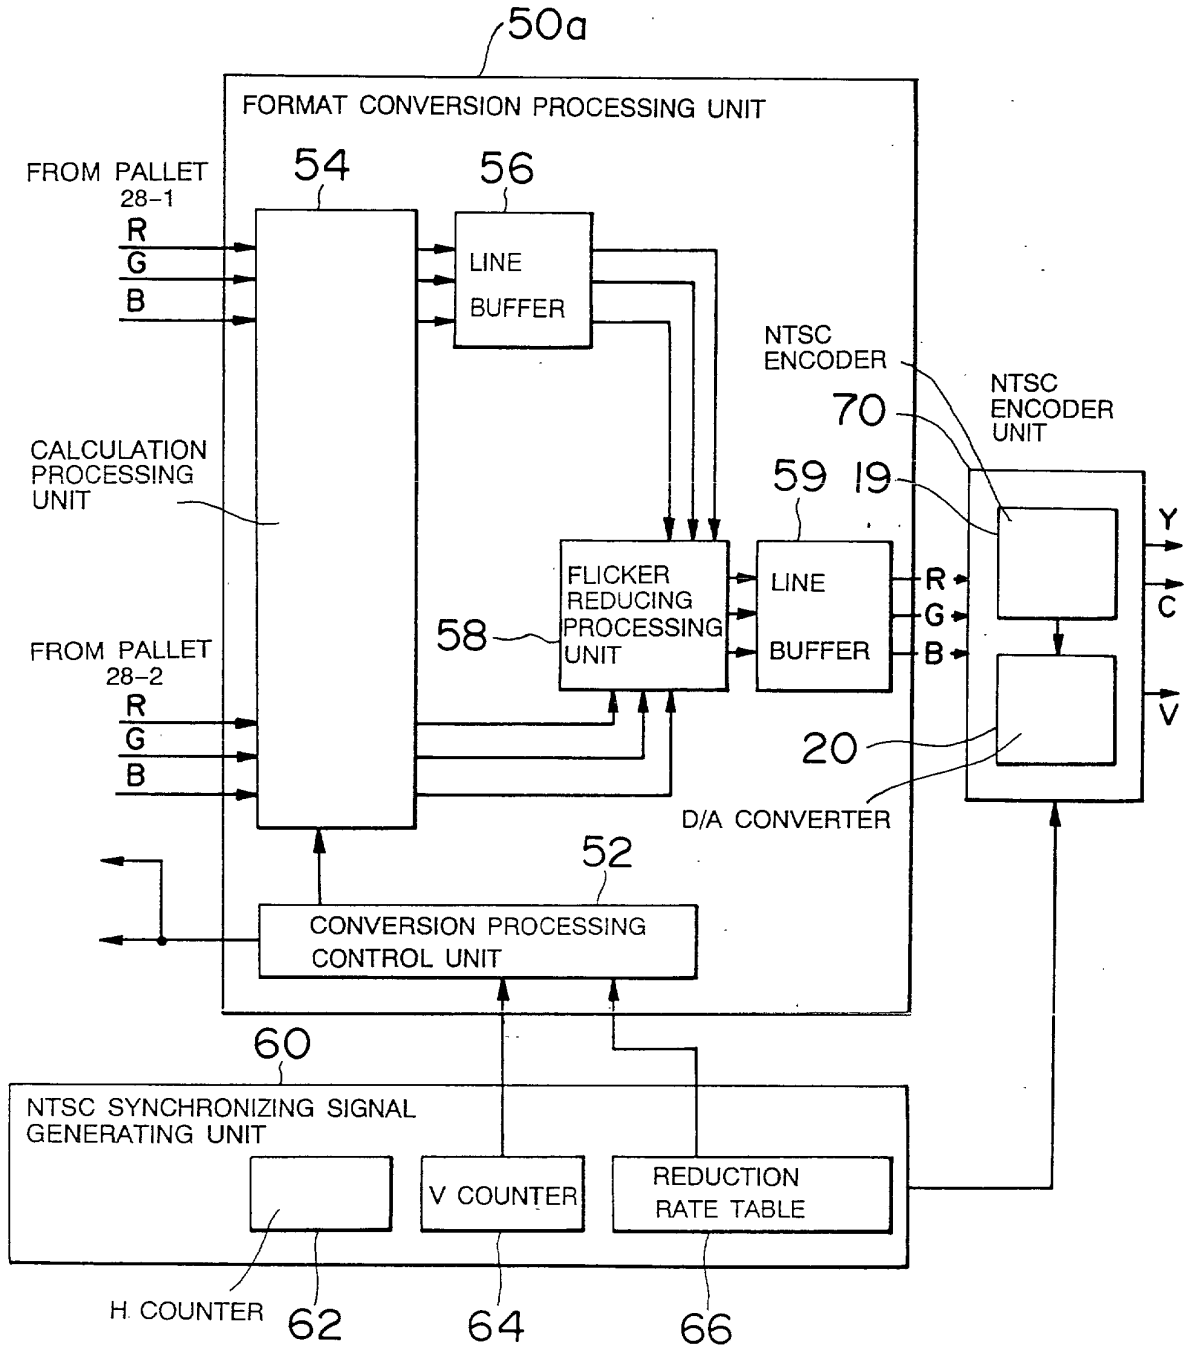 50a
FORMAT CONVERSION PROCESSING UNIT
FROM PALLET
28-1
R
G
B
54
56
LINE
BUFFER
NTSC
ENCODER
70
NTSC
ENCODER
UNIT
CALCULATION
PROCESSING
UNIT
59
19
Y
C
V
FLICKER
REDUCING
PROCESSING
UNIT
58
LINE
BUFFER
R
G
B
FROM PALLET
28-2
R
G
B
20
D/A CONVERTER
52
CONVERSION PROCESSING
CONTROL UNIT
60
NTSC SYNCHRONIZING SIGNAL
GENERATING UNIT
V COUNTER
REDUCTION
RATE TABLE
H COUNTER
62
64
66